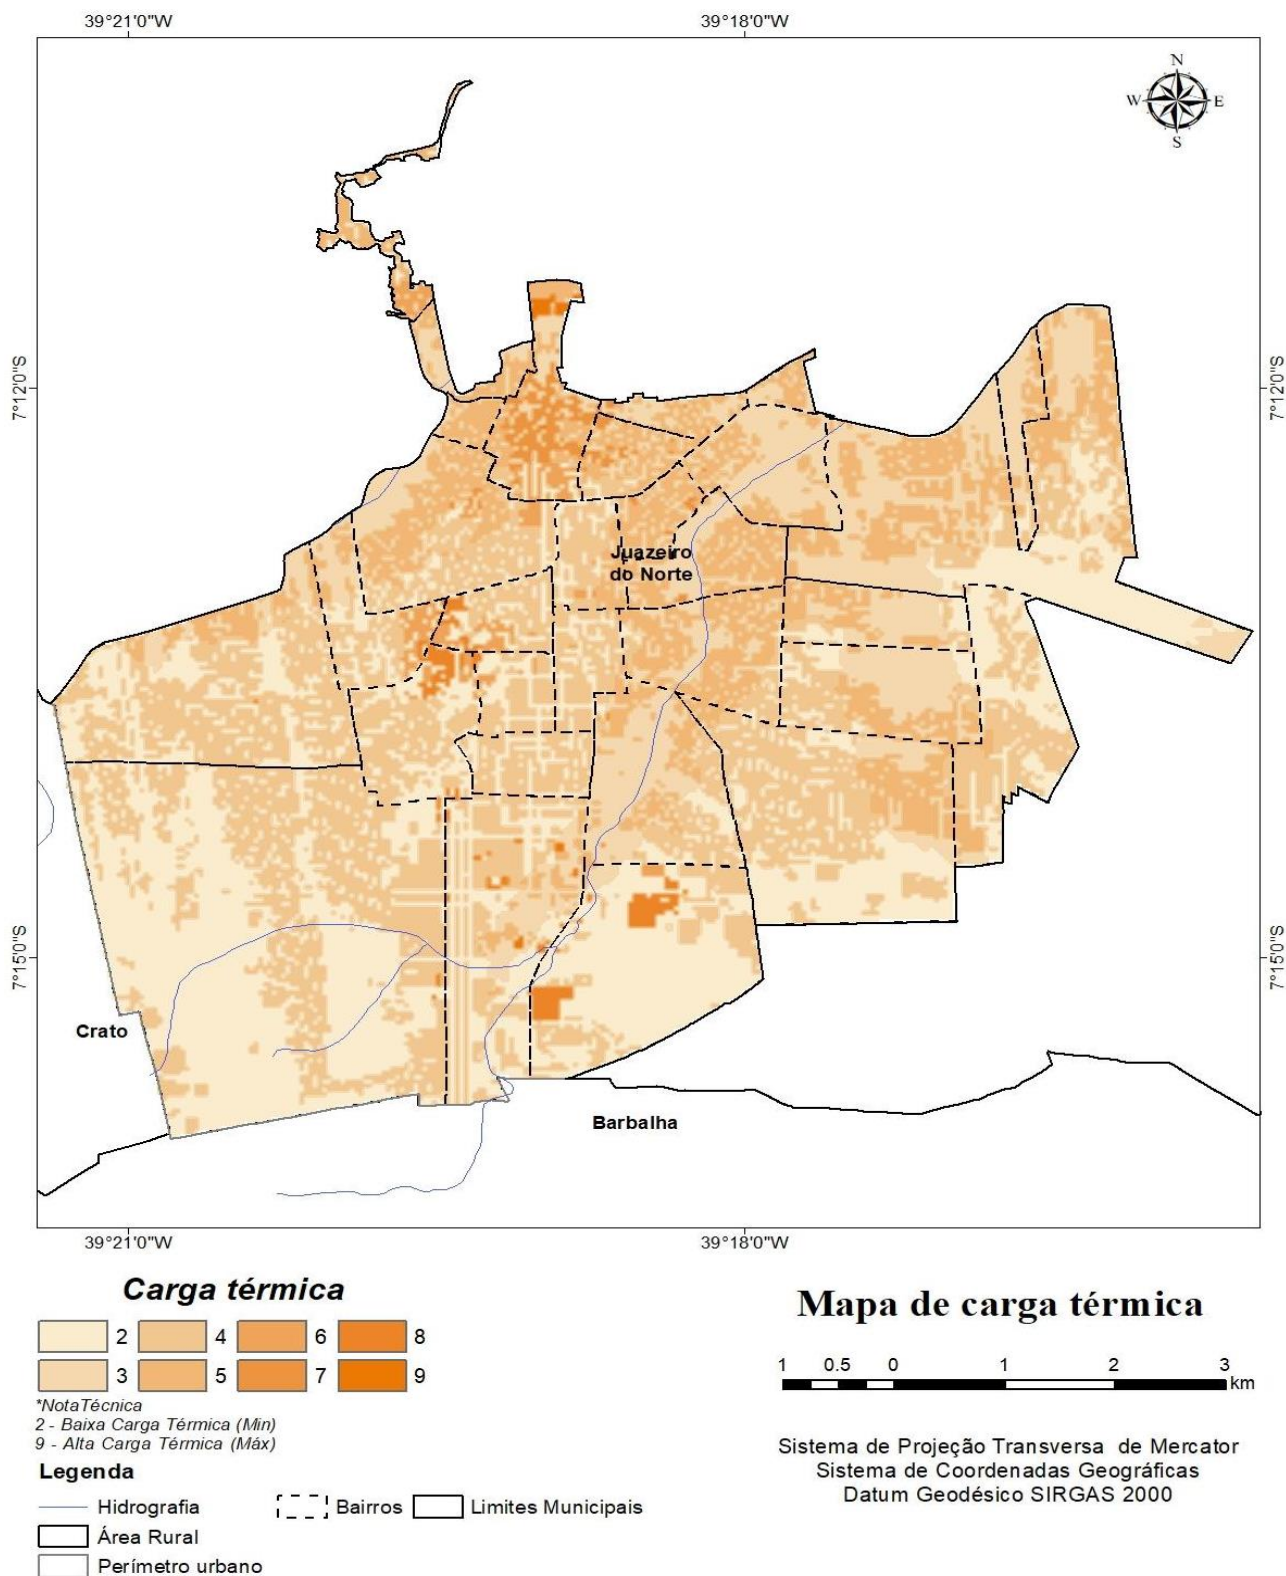 39°21'0"W
39°18'0"W
N
W
E
S
7°12'0"S
7°12'0"S
Juazeiro
do Norte
7°15'0"S
7°15'0"S
Crato
Barbalha
39°21'0"W
39°18'0"W
Carga térmica
2 4 6 8
3 5 7 9
*NotaTécnica
2 - Baixa Carga Térmica (Min)
9 - Alta Carga Térmica (Máx)
Legenda
Hidrografia Bairros Limites Municipais
Área Rural
Perímetro urbano
Mapa de carga térmica
1 0.5 0 1 2 3
km
Sistema de Projeção Transversa de Mercator
Sistema de Coordenadas Geográficas
Datum Geodésico SIRGAS 2000